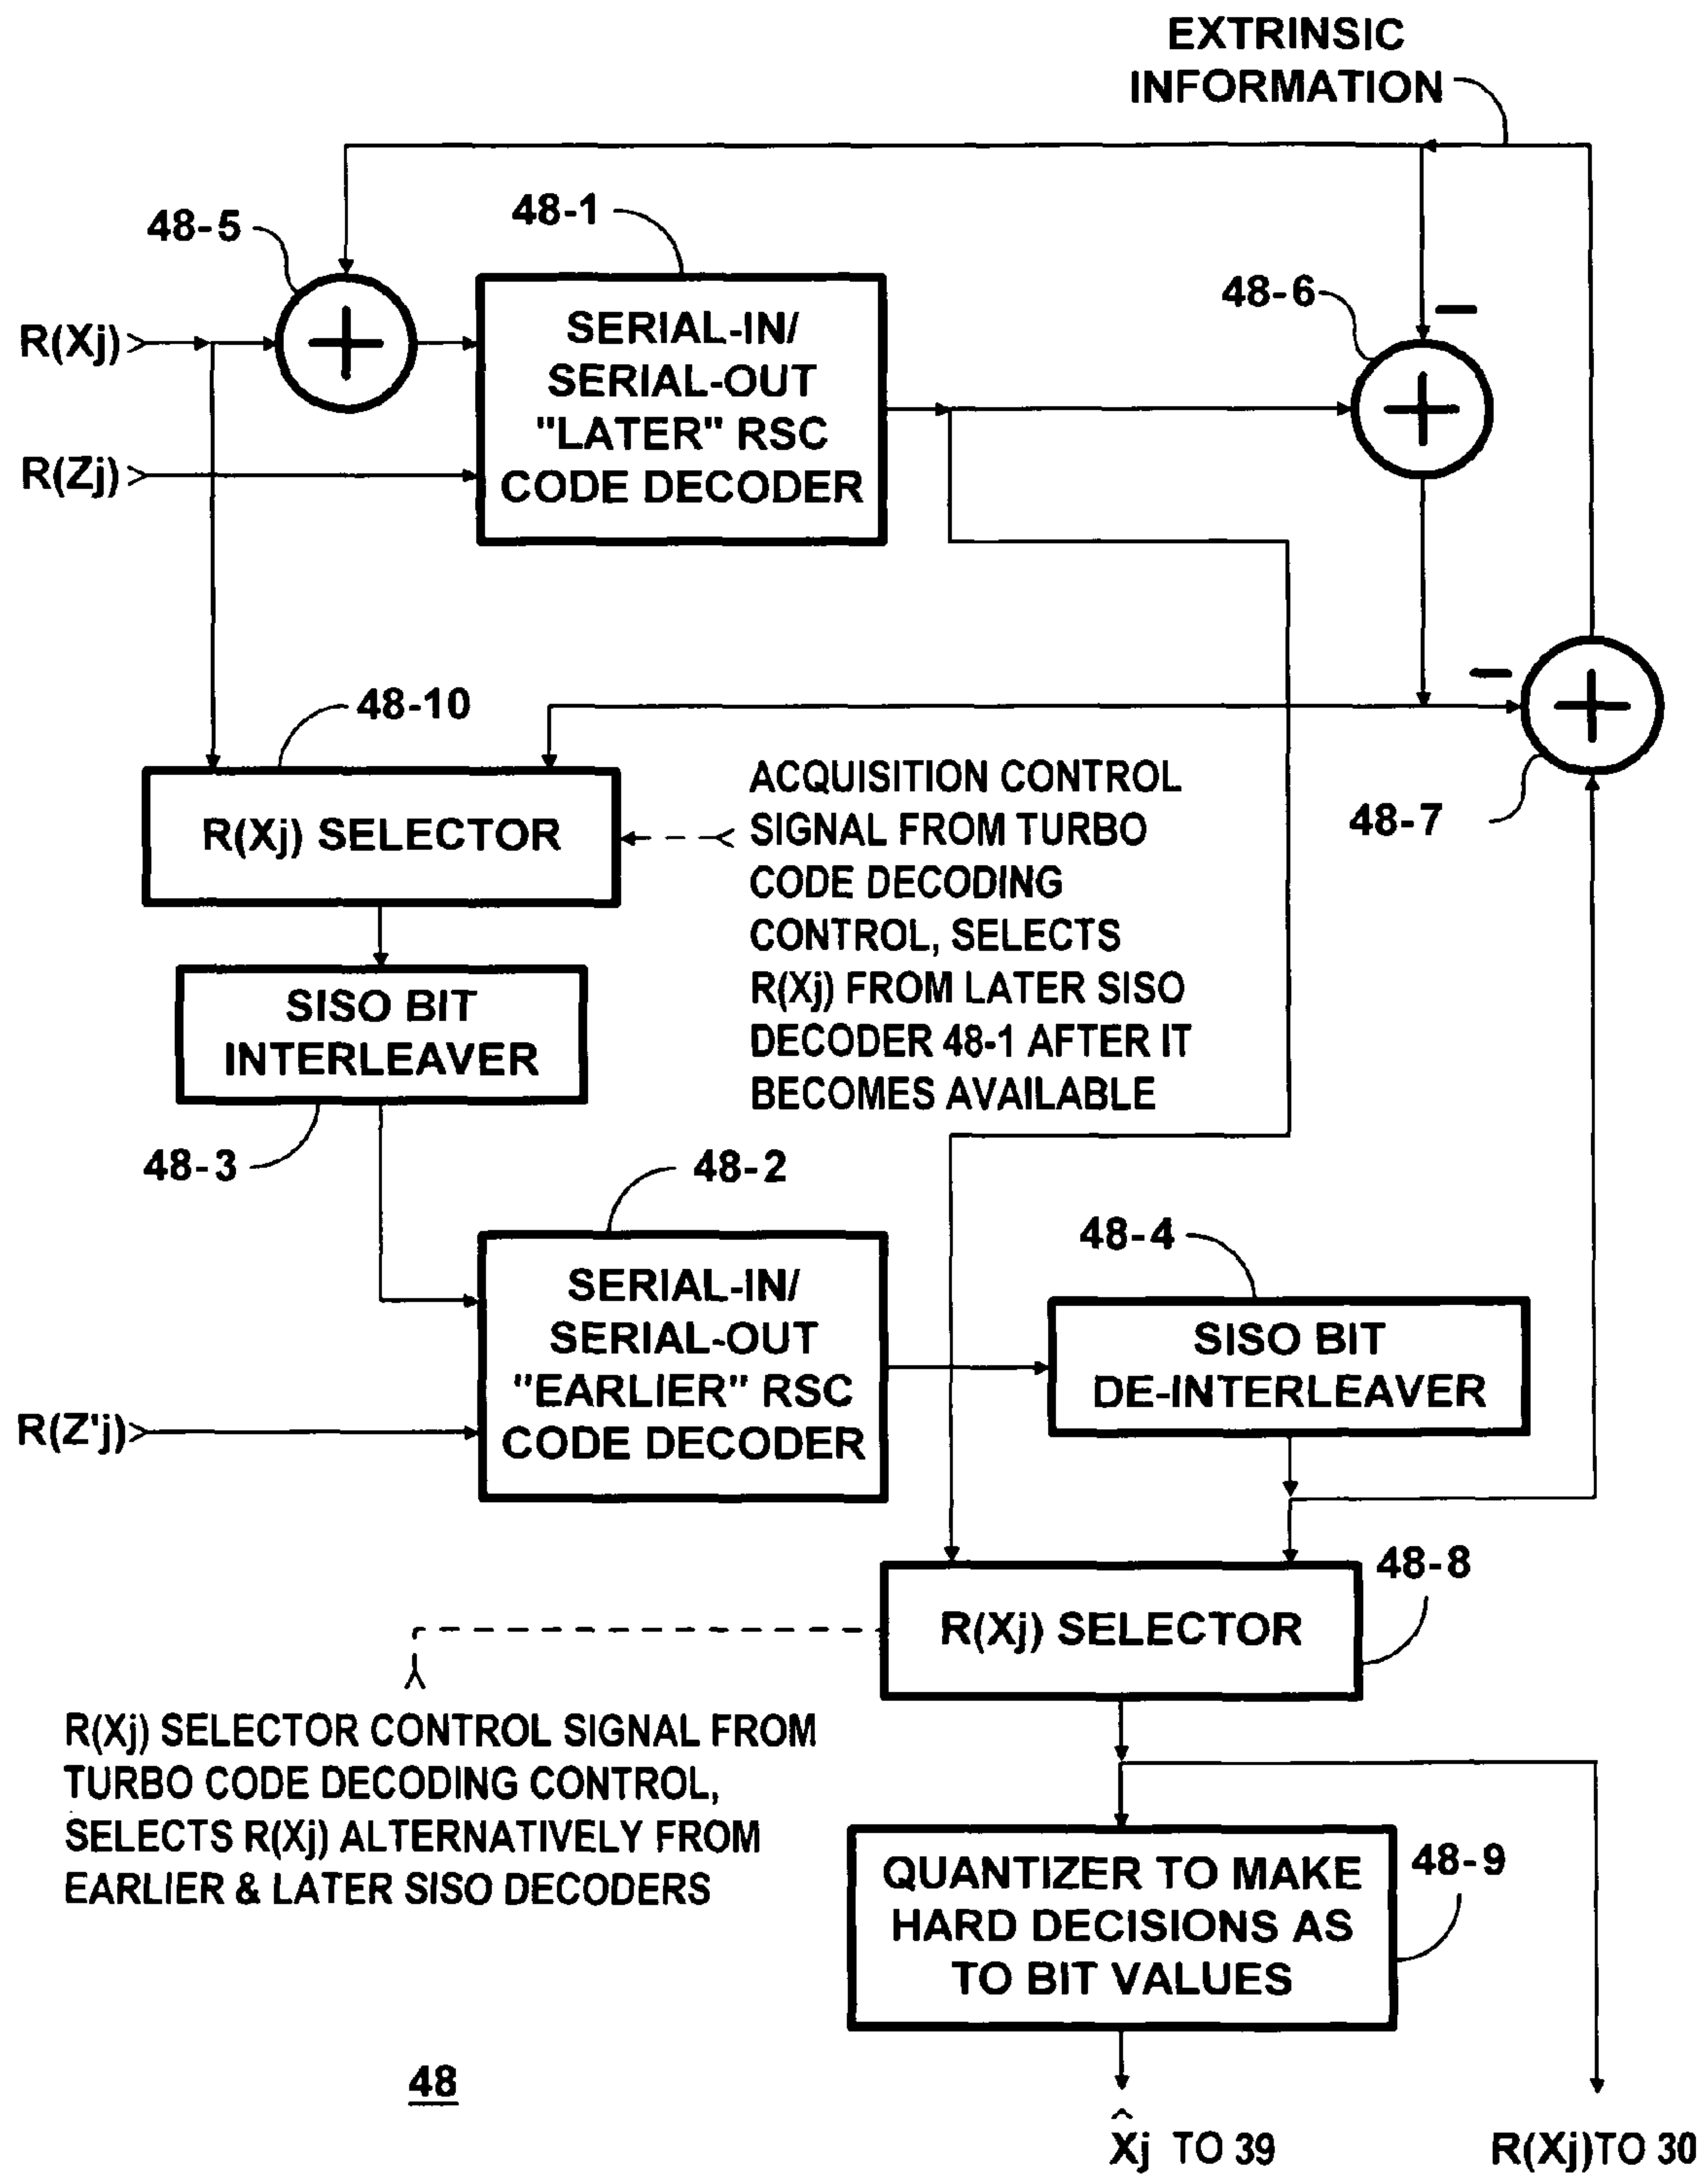 EXTRINSIC
INFORMATION
48-5
48-1
48-6
R(Xj)
R(Zj)
SERIAL-IN/
SERIAL-OUT
"LATER" RSC
CODE DECODER
+
+
−
−
+
48-10
48-7
R(Xj) SELECTOR
ACQUISITION CONTROL
SIGNAL FROM TURBO
CODE DECODING
CONTROL, SELECTS
R(Xj) FROM LATER SISO
DECODER 48-1 AFTER IT
BECOMES AVAILABLE
SISO BIT
INTERLEAVER
48-3
48-2
48-4
SERIAL-IN/
SERIAL-OUT
"EARLIER" RSC
CODE DECODER
SISO BIT
DE-INTERLEAVER
R(Z'j)
48-8
R(Xj) SELECTOR
R(Xj) SELECTOR CONTROL SIGNAL FROM
TURBO CODE DECODING CONTROL,
SELECTS R(Xj) ALTERNATIVELY FROM
EARLIER & LATER SISO DECODERS
QUANTIZER TO MAKE
HARD DECISIONS AS
TO BIT VALUES
48-9
48
X̂j TO 39
R(Xj)TO 30